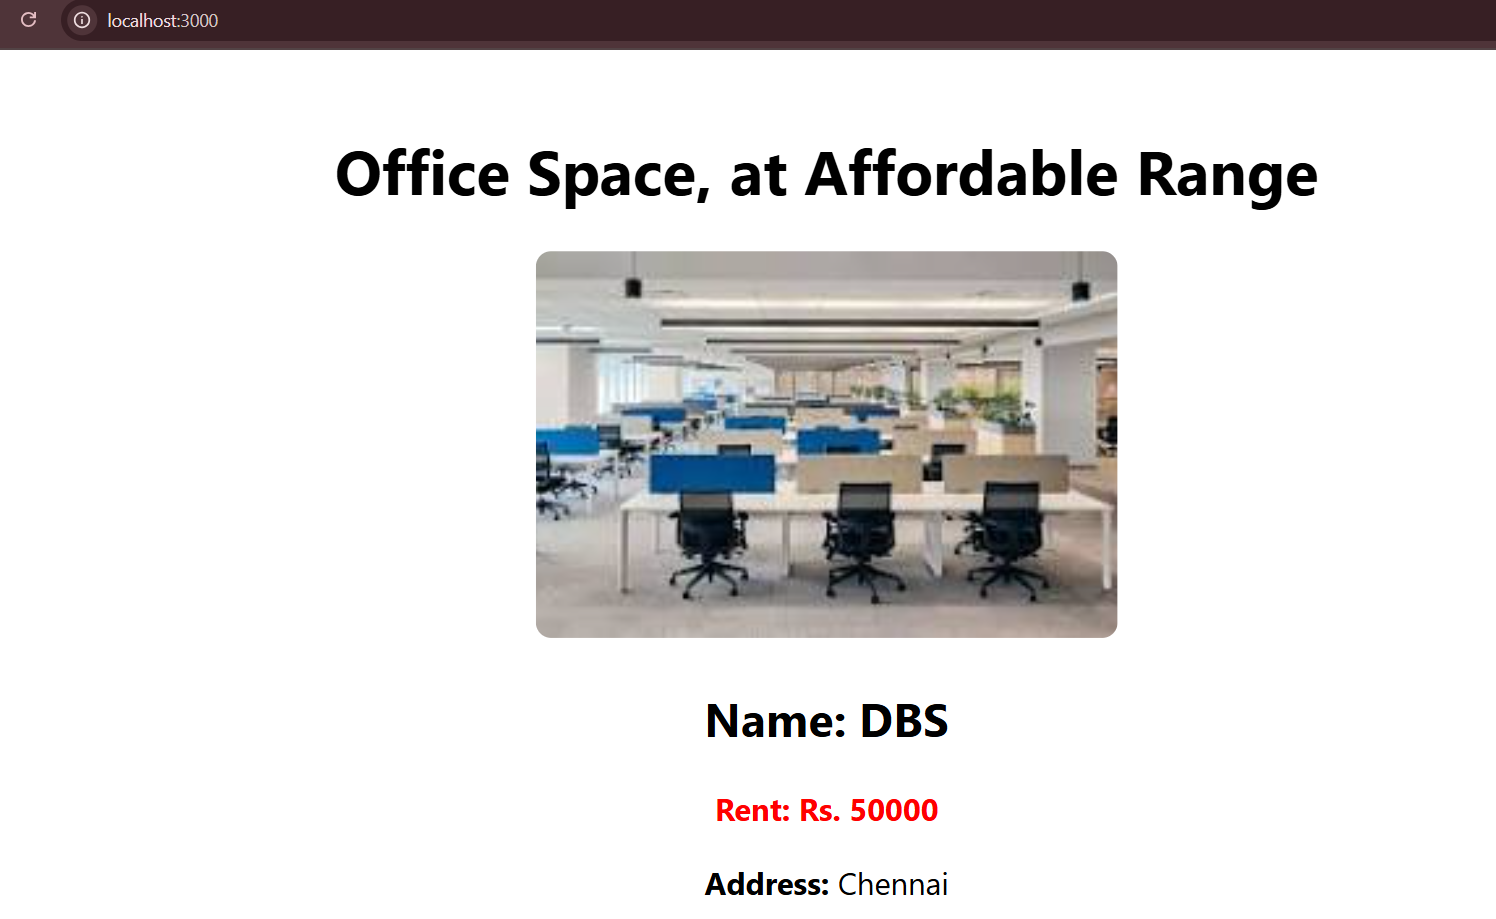 localhost:3000
Office Space, at Affordable Range
Name: DBS
Rent: Rs. 50000
Address: Chennai